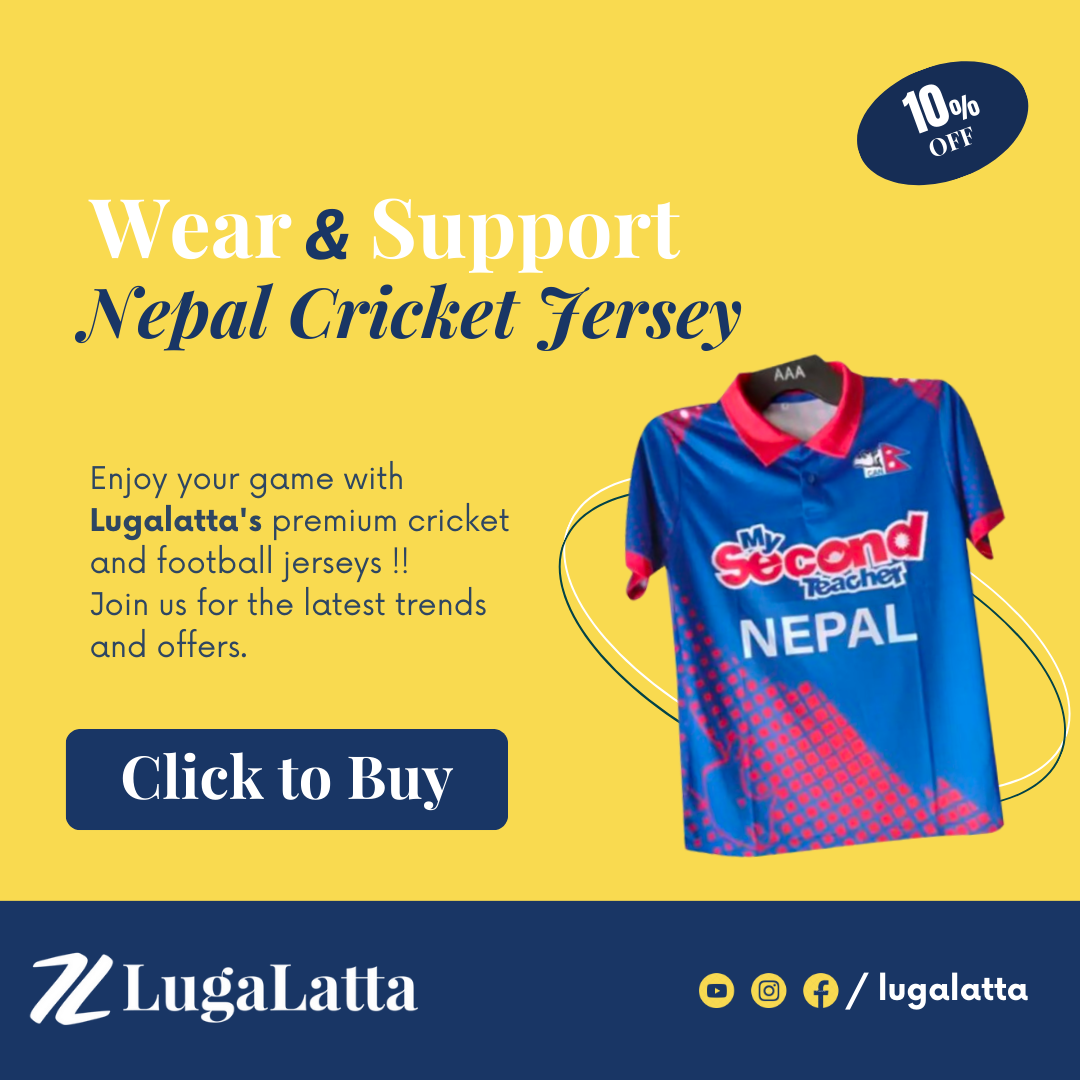 10%
OFF
Wear & Support
Nepal Cricket Jersey
AAA
CAN
My
Second
Teacher
NEPAL
Enjoy your game with
Lugalatta's premium cricket
and football jerseys !!
Join us for the latest trends
and offers.
Click to Buy
LugaLatta
/ lugalatta